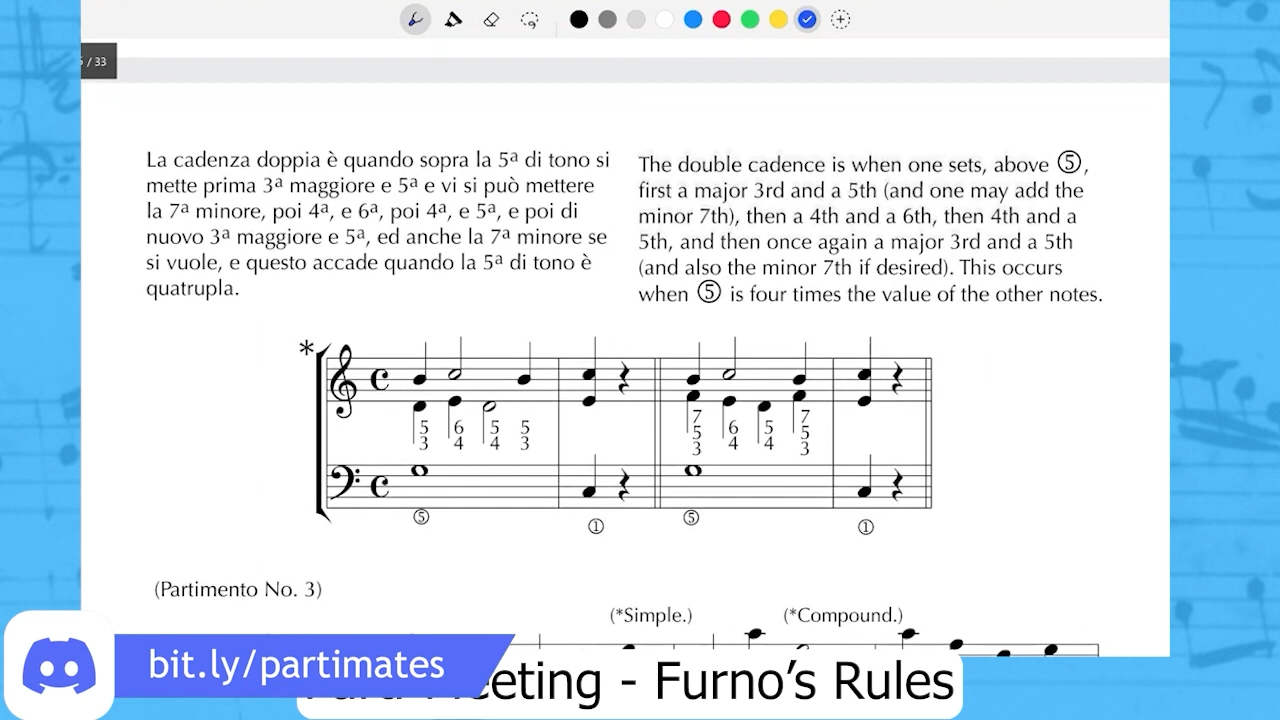 / 33
La cadenza doppia è quando sopra la 5ª di tono si
mette prima 3ª maggiore e 5ª e vi si può mettere
la 7ª minore, poi 4ª, e 6ª, poi 4ª, e 5ª, e poi di
nuovo 3ª maggiore e 5ª, ed anche la 7ª minore se
si vuole, e questo accade quando la 5ª di tono è
quatrupla.
The double cadence is when one sets, above ⑤,
first a major 3rd and a 5th (and one may add the
minor 7th), then a 4th and a 6th, then 4th and a
5th, and then once again a major 3rd and a 5th
(and also the minor 7th if desired). This occurs
when ⑤ is four times the value of the other notes.
*
5 6 5 5 7 6 5 7
3 4 4 3 5 4 4 5
3 3
⑤ ① ⑤ ①
(Partimento No. 3)
(*Simple.) (*Compound.)
bit.ly/partimates
Meeting - Furno's Rules